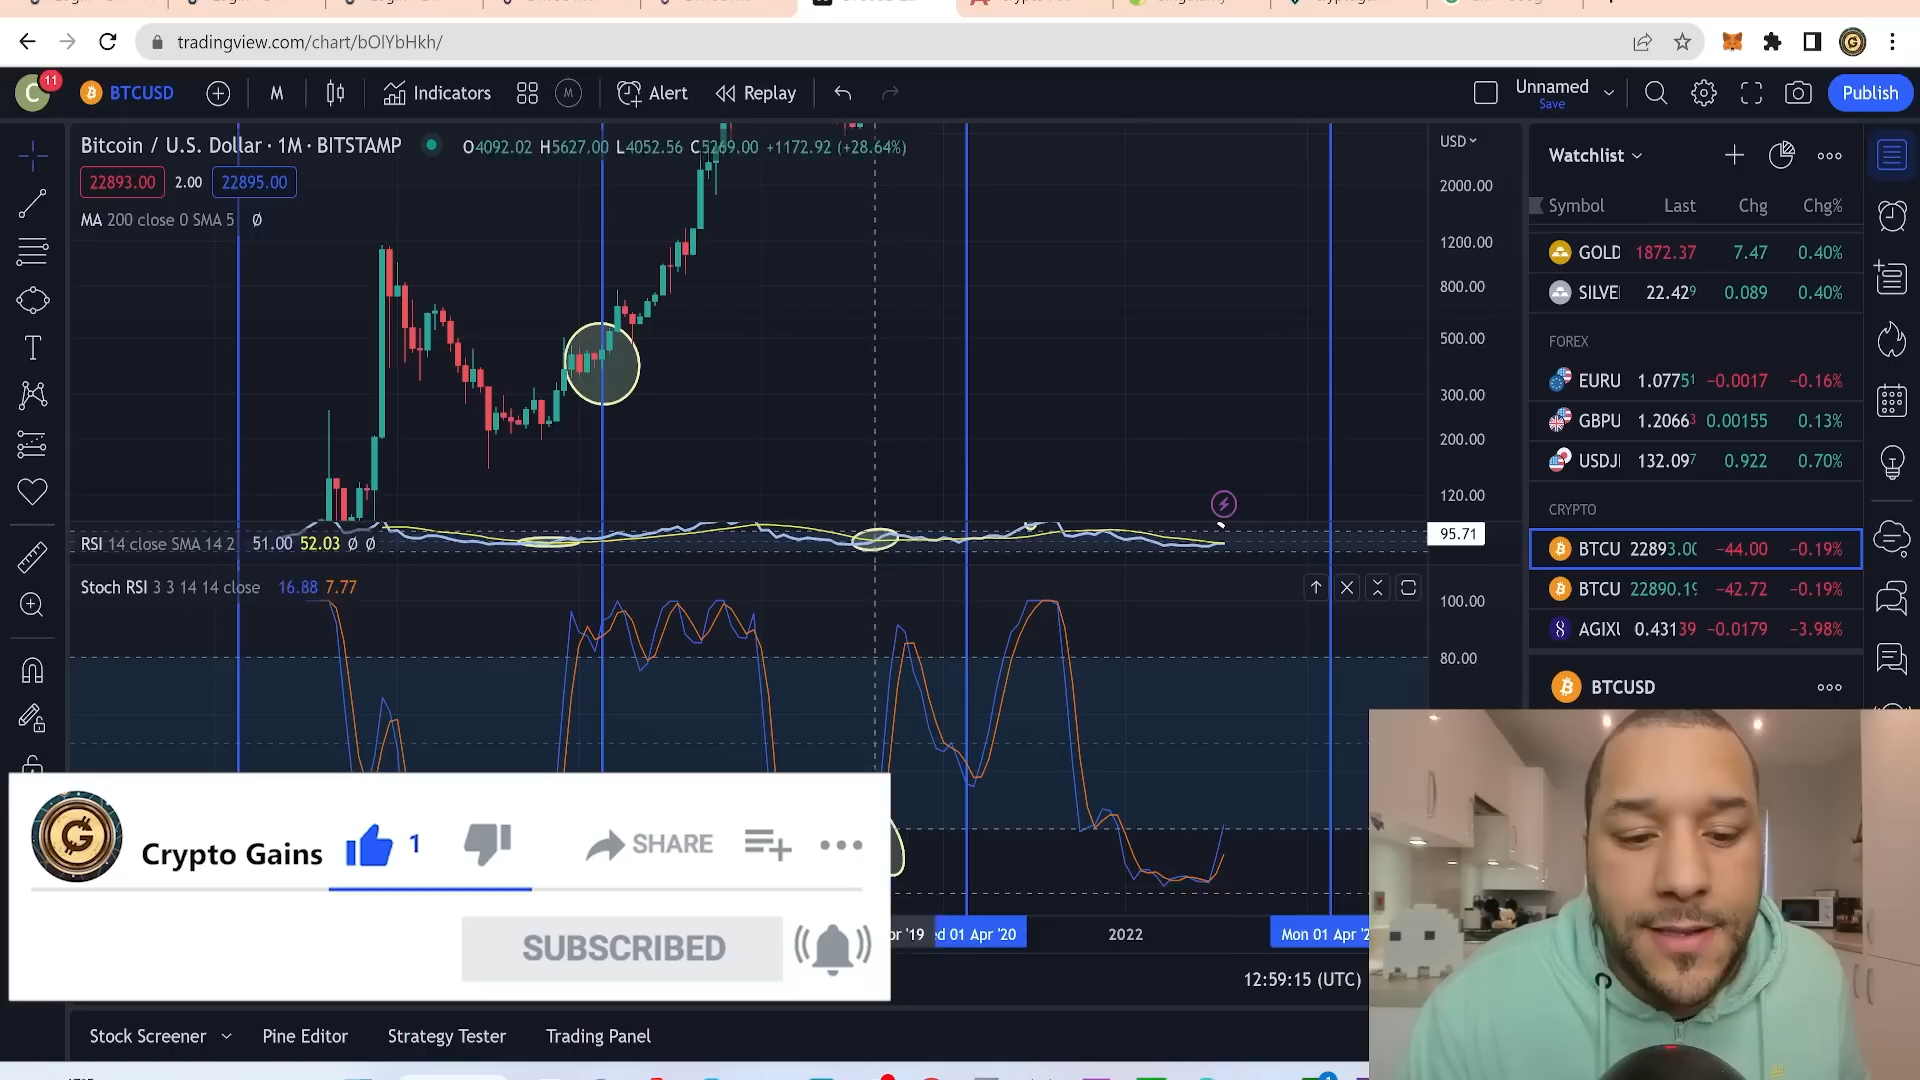 tradingview.com/chart/bOlYbHkh/
C 11 BTCUSD M Indicators M Alert Replay Unnamed Save Publish
Bitcoin / U.S. Dollar · 1M · BITSTAMP O4092.02 H5627.00 L4052.56 C5269.00 +1172.92 (+28.64%)
22893.00 2.00 22895.00
MA 200 close 0 SMA 5 Ø
USD
2000.00
1200.00
800.00
500.00
300.00
200.00
120.00
95.71
RSI 14 close SMA 14 2 51.00 52.03 Ø Ø
Stoch RSI 3 3 14 14 close 16.88 7.77
100.00
80.00
Watchlist
Symbol Last Chg Chg%
GOLD 1872.37 7.47 0.40%
SILVE 22.429 0.089 0.40%
FOREX
EURU 1.07751 −0.0017 −0.16%
GBPU 1.20663 0.00155 0.13%
USDJ 132.097 0.922 0.70%
CRYPTO
BTCU 22893.00 −44.00 −0.19%
BTCU 22890.19 −42.72 −0.19%
AGIXU 0.43139 −0.0179 −3.98%
BTCUSD
Crypto Gains 1 SHARE
SUBSCRIBED
'19 ed 01 Apr '20 2022 Mon 01 Apr '2
12:59:15 (UTC)
Stock Screener Pine Editor Strategy Tester Trading Panel